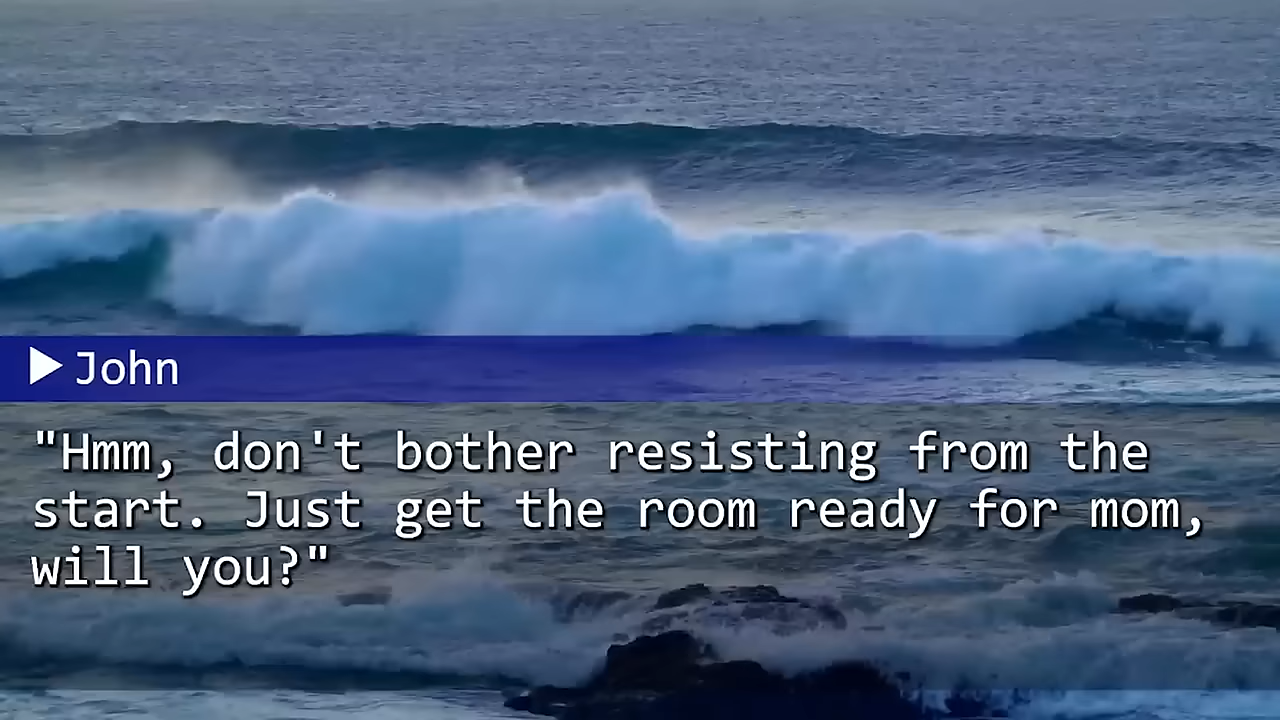 John
"Hmm, don't bother resisting from the
start. Just get the room ready for mom,
will you?"